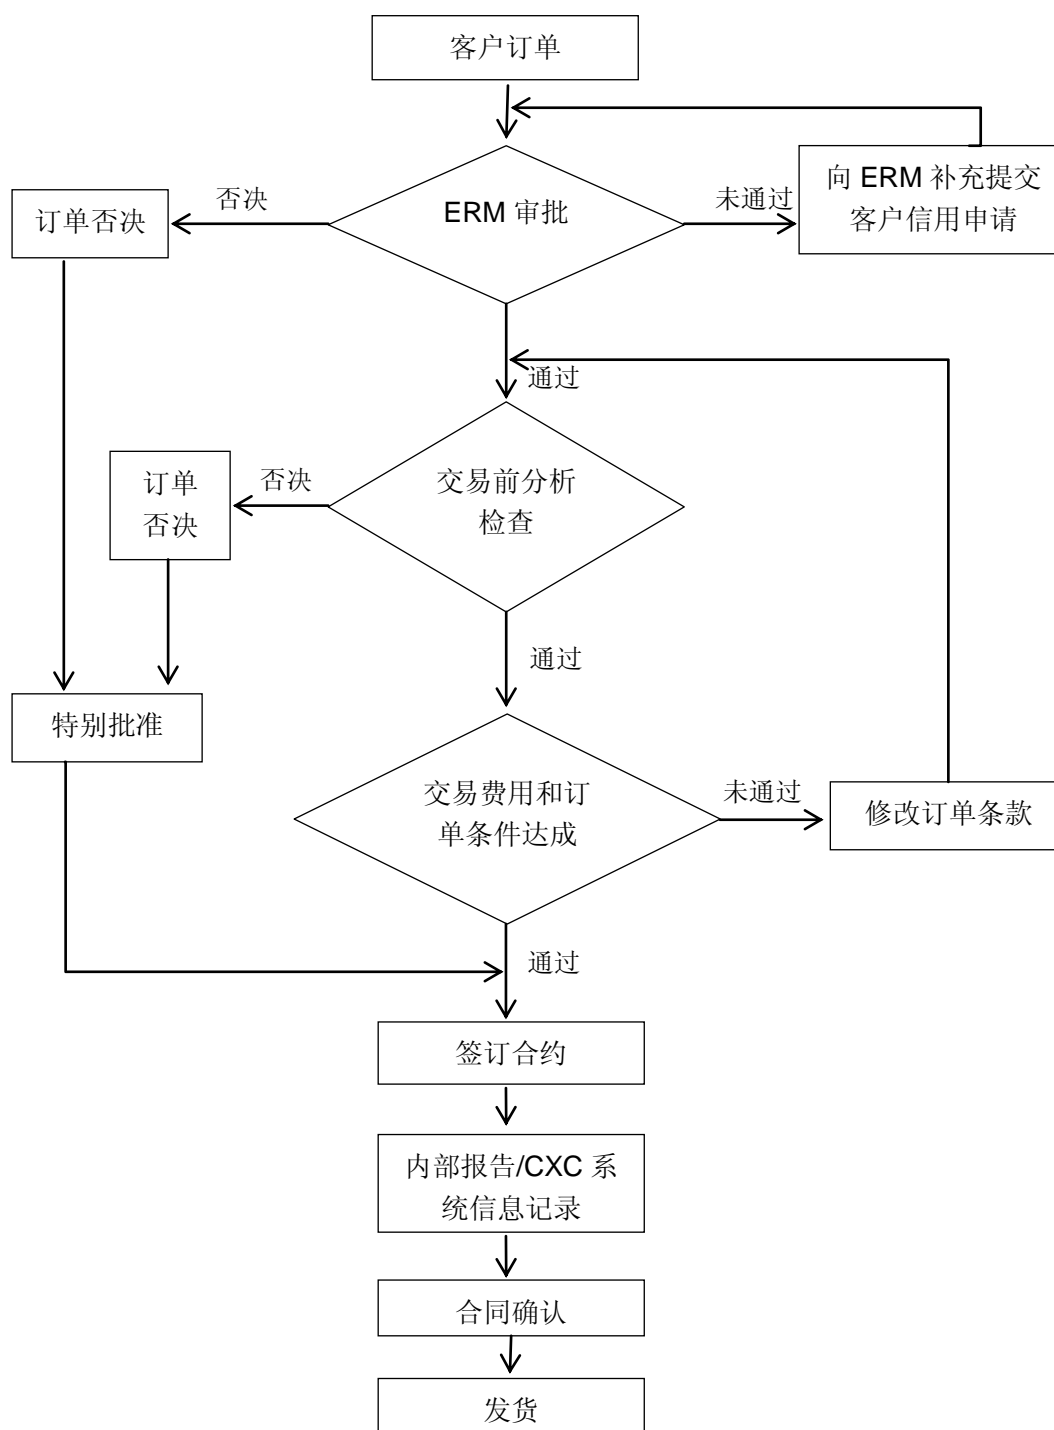 客户订单
向 ERM 补充提交
客户信用申请
ERM 审批
否决
未通过
订单否决
通过
交易前分析
检查
否决
订单
否决
通过
特别批准
交易费用和订
单条件达成
未通过
修改订单条款
通过
签订合约
内部报告/CXC 系
统信息记录
合同确认
发货